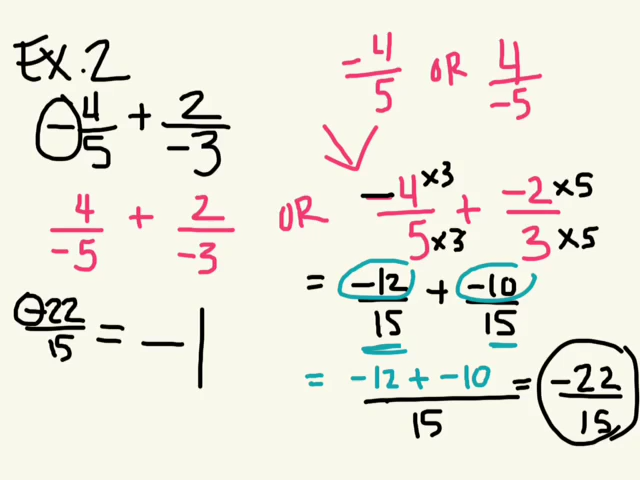 EX.2
-4/5 + 2/-3
4/-5 + 2/-3 OR
-22/15 = -1
-4/5 OR 4/-5
-4×3/5×3 + -2×5/3×5
= -12/15 + -10/15
= -12 + -10/15 = -22/15